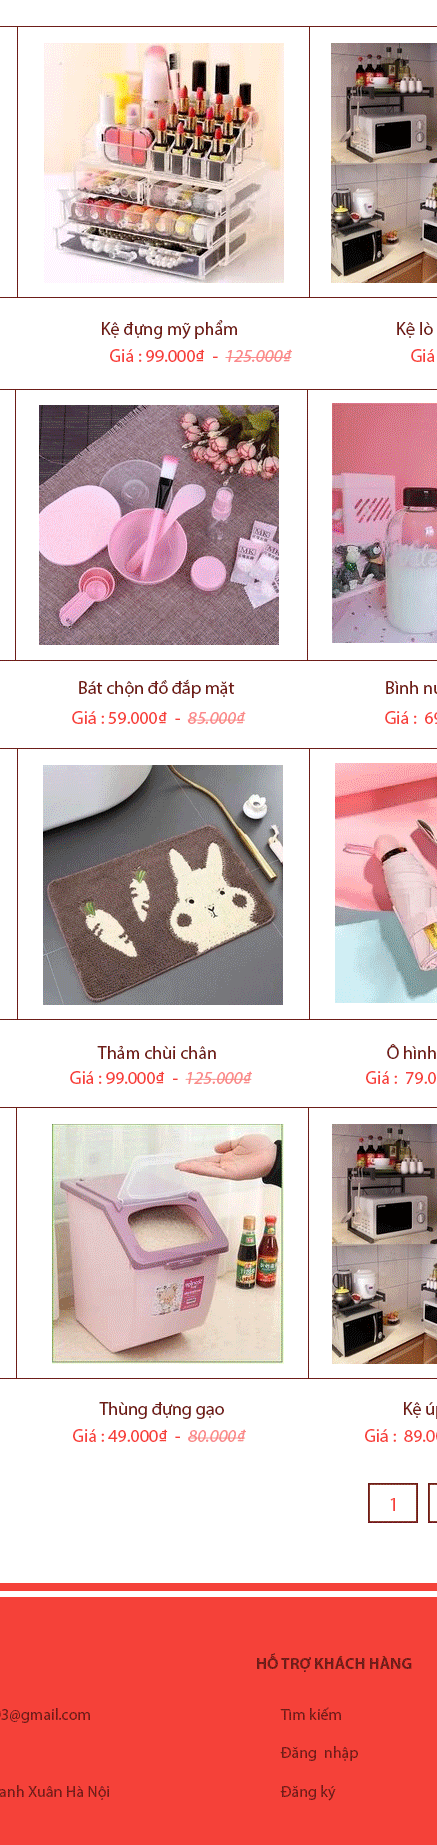 Kệ đựng mỹ phẩm
Kệ lò
Giá : 99.000₫ - 125.000₫
Giá
Bát chộn đồ đắp mặt
Bình nư
Giá : 59.000₫ - 85.000₫
Giá : 69
Thảm chùi chân
Ô hình
Giá : 99.000₫ - 125.000₫
Giá : 79.0
Thùng đựng gạo
Kệ úp
Giá : 49.000₫ - 80.000₫
Giá : 89.0
1
HỖ TRỢ KHÁCH HÀNG
3@gmail.com
Tìm kiếm
Đăng nhập
anh Xuân Hà Nội
Đăng ký